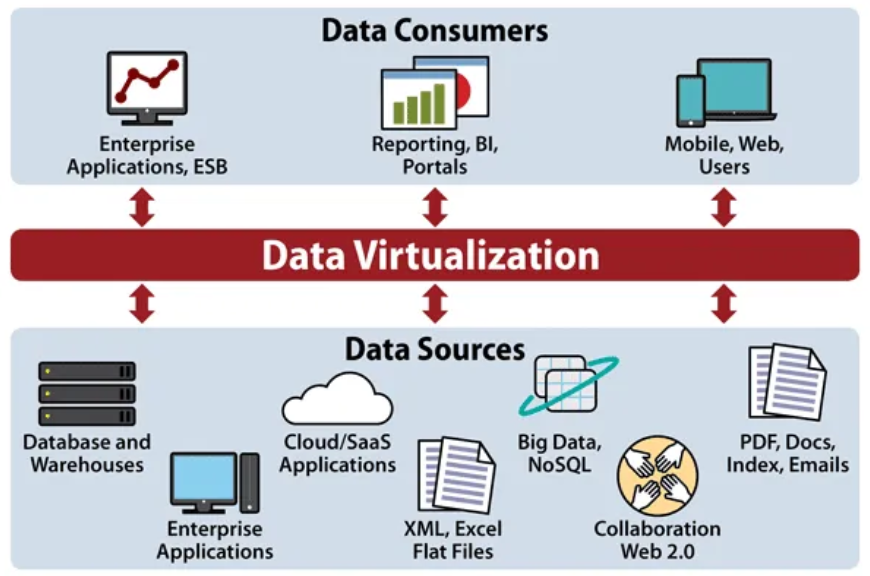 Data Consumers
Enterprise
Applications, ESB
Reporting, BI,
Portals
Mobile, Web,
Users
Data Virtualization
Data Sources
Database and
Warehouses
Enterprise
Applications
Cloud/SaaS
Applications
XML, Excel
Flat Files
Big Data,
NoSQL
Collaboration
Web 2.0
PDF, Docs,
Index, Emails